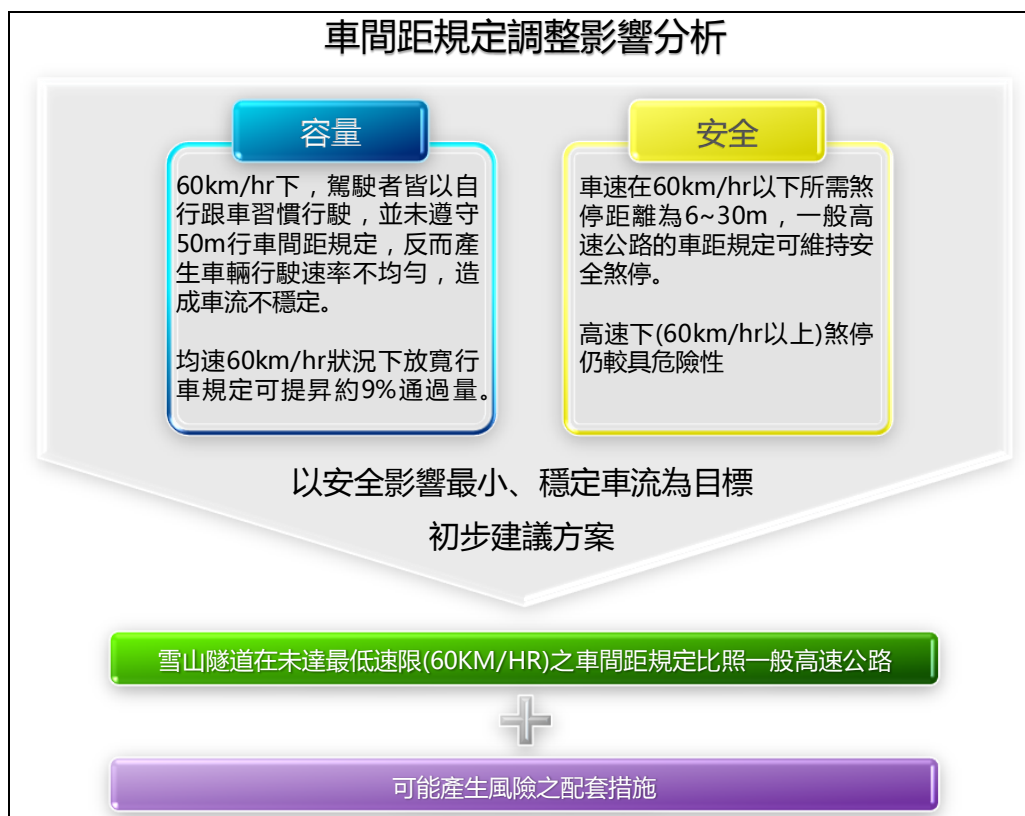 車間距規定調整影響分析
容量
60km/hr下，駕駛者皆以自
行跟車習慣行駛，並未遵守
50m行車間距規定，反而產
生車輛行駛速率不均勻，造
成車流不穩定。
均速60km/hr狀況下放寬行
車規定可提昇約9%通過量。
安全
車速在60km/hr以下所需煞
停距離為6~30m，一般高
速公路的車距規定可維持安
全煞停。
高速下(60km/hr以上)煞停
仍較具危險性
以安全影響最小、穩定車流為目標
初步建議方案
雪山隧道在未達最低速限(60KM/HR)之車間距規定比照一般高速公路
可能產生風險之配套措施